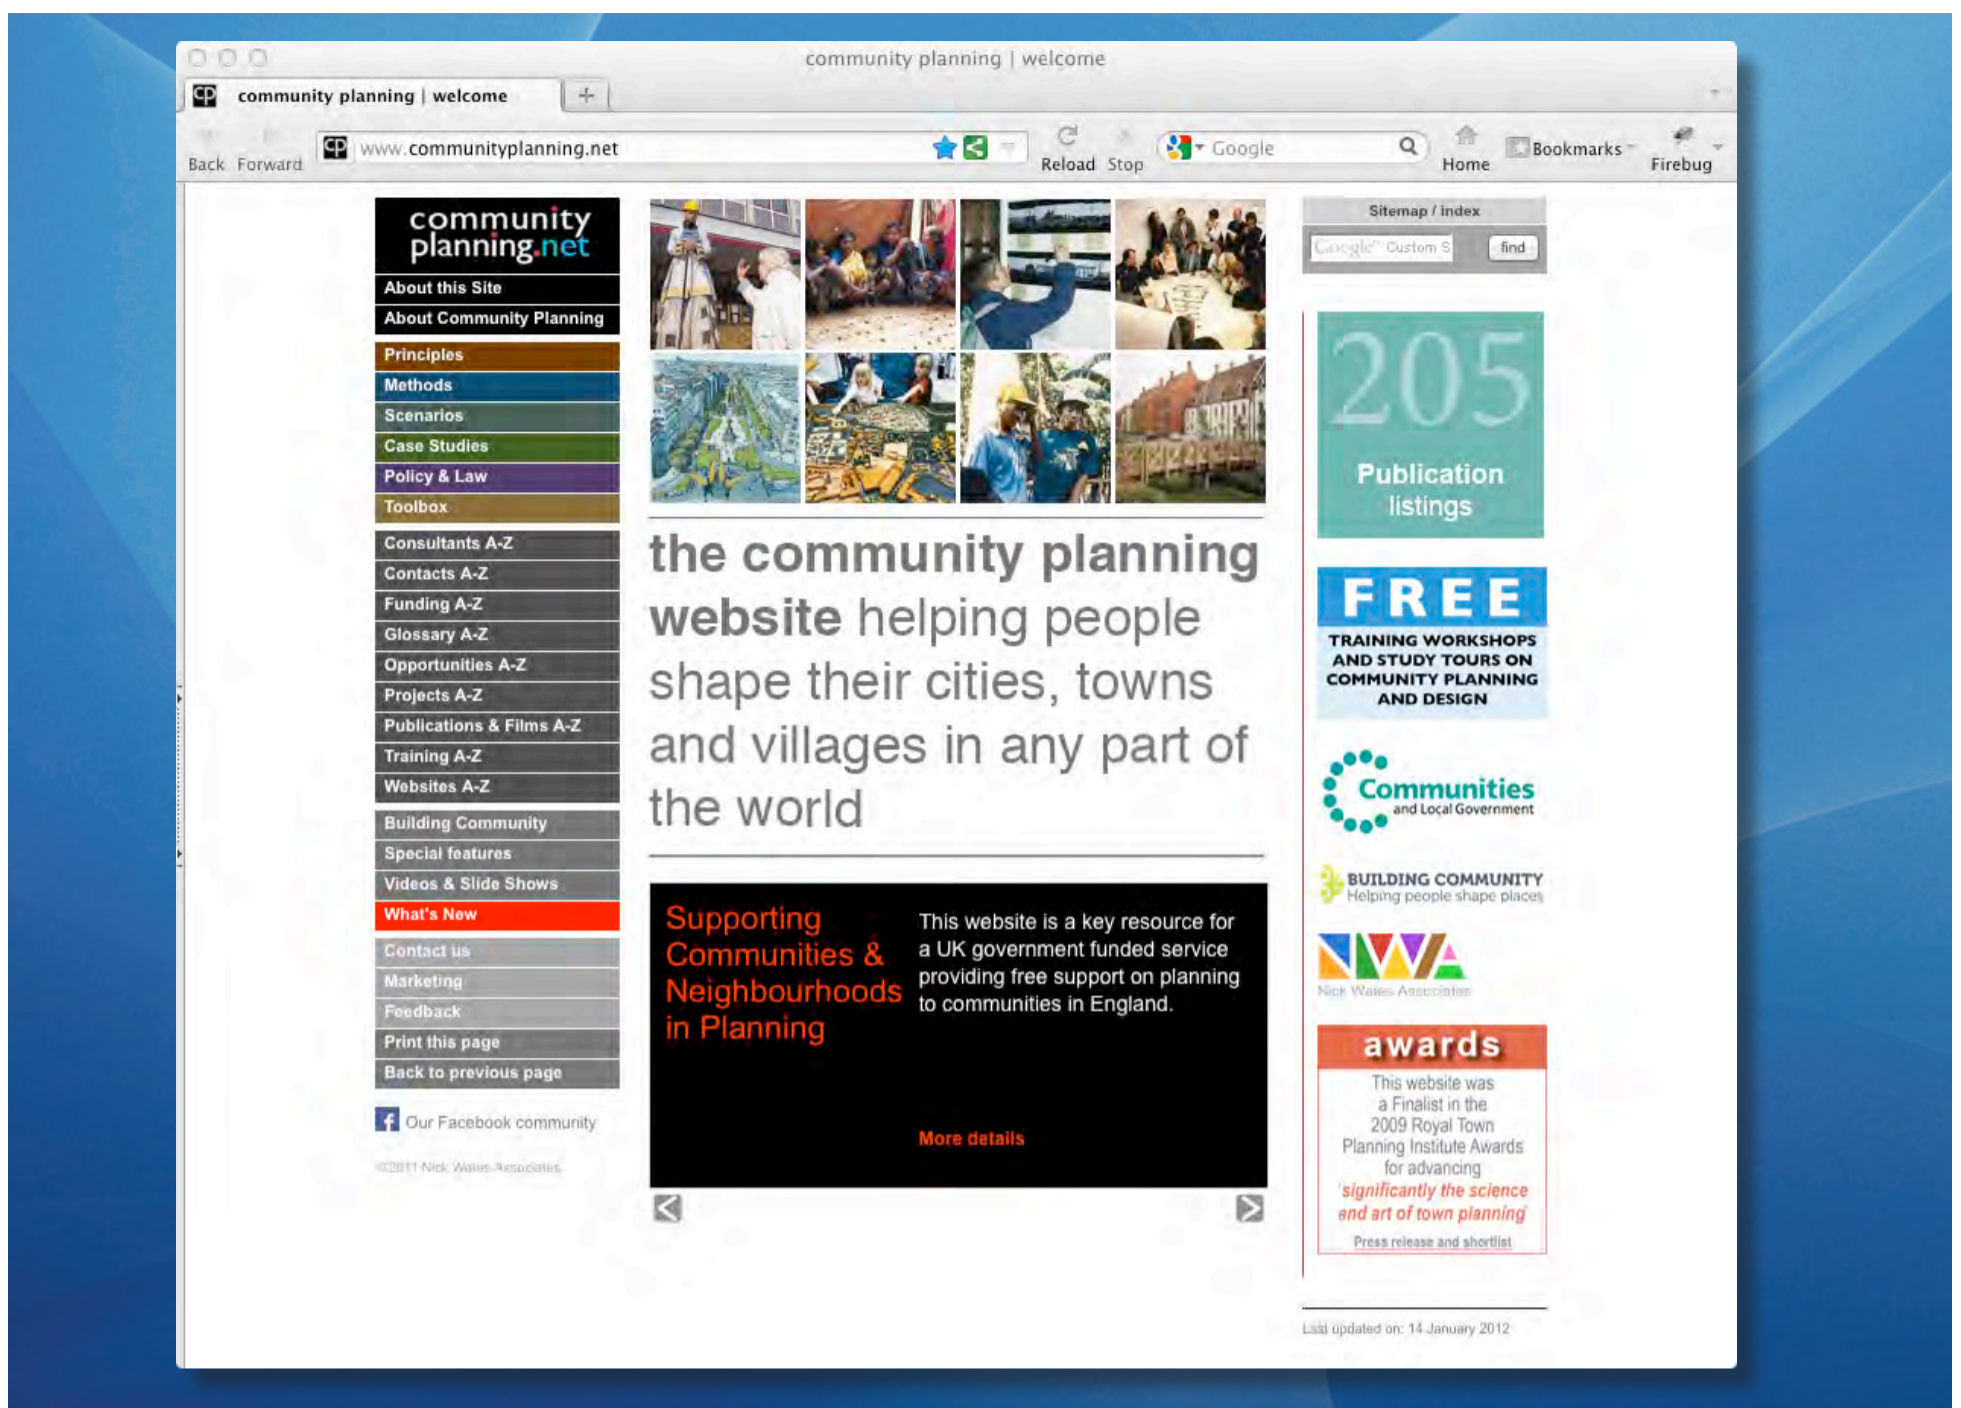 community planning | welcome
community planning | welcome
www.communityplanning.net
Google
Back
Forward
Reload
Stop
Home
Bookmarks
Firebug
community
planning.net
About this Site
About Community Planning
Principles
Methods
Scenarios
Case Studies
Policy & Law
Toolbox
Consultants A-Z
Contacts A-Z
Funding A-Z
Glossary A-Z
Opportunities A-Z
Projects A-Z
Publications & Films A-Z
Training A-Z
Websites A-Z
Building Community
Special features
Videos & Slide Shows
What's New
Contact us
Marketing
Feedback
Print this page
Back to previous page
Our Facebook community
©2011 Nick Wates Associates
the community planning
website helping people
shape their cities, towns
and villages in any part of
the world
Supporting
Communities &
Neighbourhoods
in Planning
This website is a key resource for
a UK government funded service
providing free support on planning
to communities in England.
More details
Sitemap / index
Google™ Custom S
find
205
Publication
listings
FREE
TRAINING WORKSHOPS
AND STUDY TOURS ON
COMMUNITY PLANNING
AND DESIGN
Communities
and Local Government
BUILDING COMMUNITY
Helping people shape places
NWA
Nick Wates Associates
awards
This website was
a Finalist in the
2009 Royal Town
Planning Institute Awards
for advancing
'significantly the science
and art of town planning'
Press release and shortlist
Last updated on: 14 January 2012